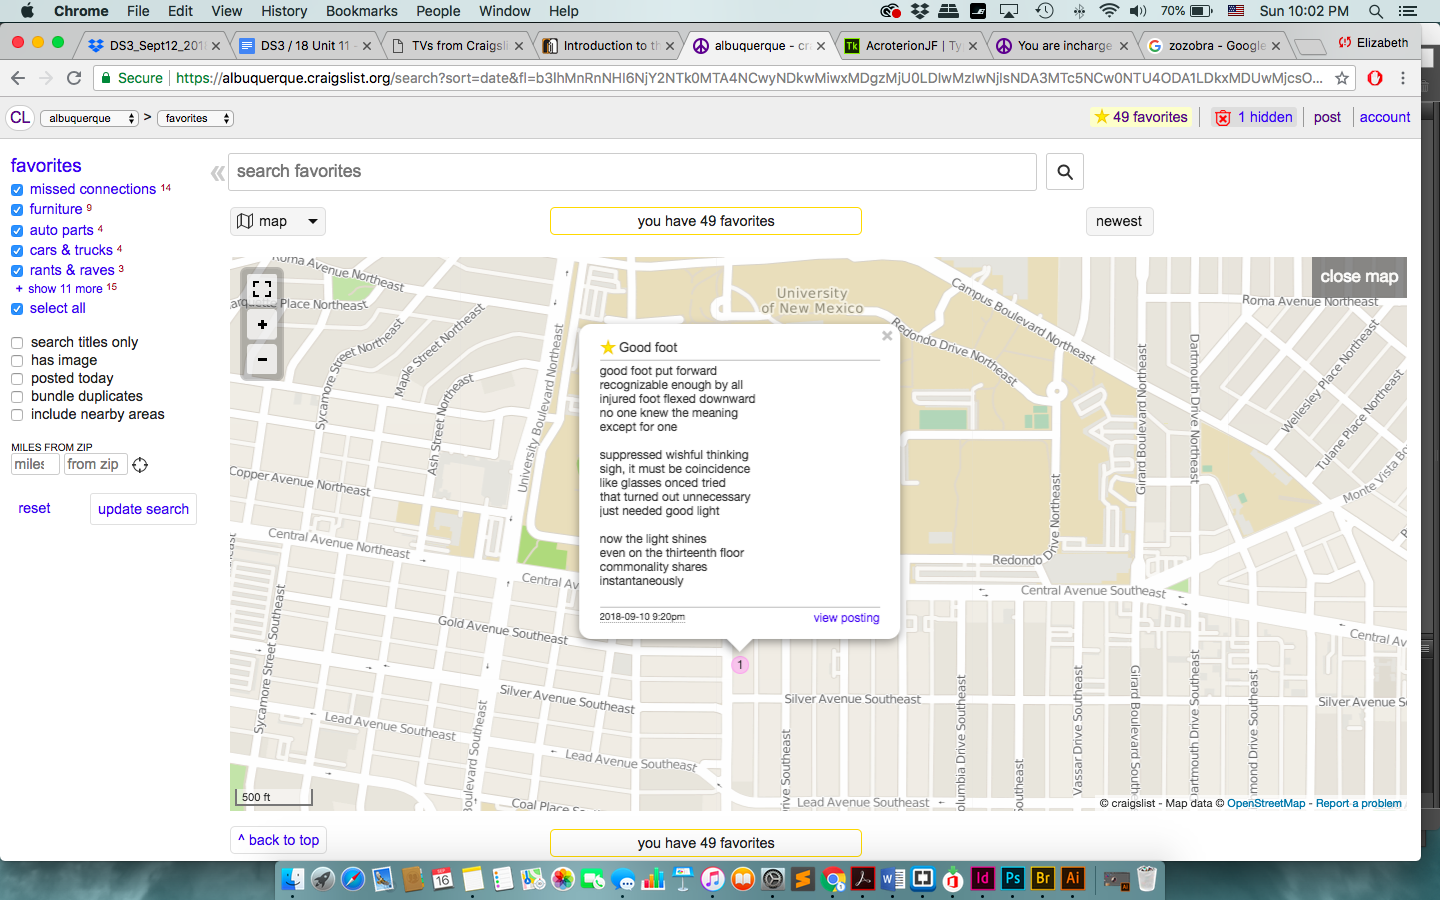 Chrome File Edit View History Bookmarks People Window Help
70% Sun 10:02 PM
DS3_Sept12_201
DS3 / 18 Unit 11 -
TVs from Craigsli
Introduction to th
albuquerque - cra
AcroterionJF | Ty
You are incharge
zozobra - Google
Elizabeth
Secure
https://albuquerque.craigslist.org/search?sort=date&fl=
CL albuquerque > favorites
49 favorites
1 hidden
post
account
favorites
missed connections 14
furniture 9
auto parts 4
cars & trucks 4
rants & raves 3
+ show 11 more 15
select all
search titles only
has image
posted today
bundle duplicates
include nearby areas
MILES FROM ZIP
miles from zip
reset
update search
«
search favorites
map
you have 49 favorites
newest
close map
+
−
Good foot
good foot put forward
recognizable enough by all
injured foot flexed downward
no one knew the meaning
except for one
suppressed wishful thinking
sigh, it must be coincidence
like glasses onced tried
that turned out unnecessary
just needed good light
now the light shines
even on the thirteenth floor
commonality shares
instantaneously
2018-09-10 9:20pm
view posting
1
University
of New Mexico
Roma Avenue Northeast
Place Northeast
Sycamore Street Northeast
Maple Street Northeast
Ash Street Northeast
University Boulevard Northeast
Copper Avenue Northeast
Central Avenue Northeast
Central Av
Gold Avenue Southeast
Silver Avenue Southeast
Lead Avenue Southeast
Lead Avenue Southeast
Coal Place Southeast
Sycamore Street Southeast
Boulevard Southeast
Campus Boulevard Northeast
Redondo Drive Northeast
Redondo Drive Northeast
Girard Boulevard Northeast
Dartmouth Drive Northeast
Roma Avenue Northeast
Wellesley Place Northeast
Tulane Place Northeast
Monte Vista Bo
Central Avenue Southeast
Central Av
Silver Avenue Southeast
Silver Avenue S
rive Southeast
olumbia Drive Southeast
Southeast
Vassar Drive Southeast
Girard Boulevard South
Dartmouth Drive Southeast
mond Drive Southeast
Lead Avenue Southeast
500 ft
© craigslist - Map data © OpenStreetMap - Report a problem
^ back to top
you have 49 favorites
SEP
16
Id
Ps
Br
Ai